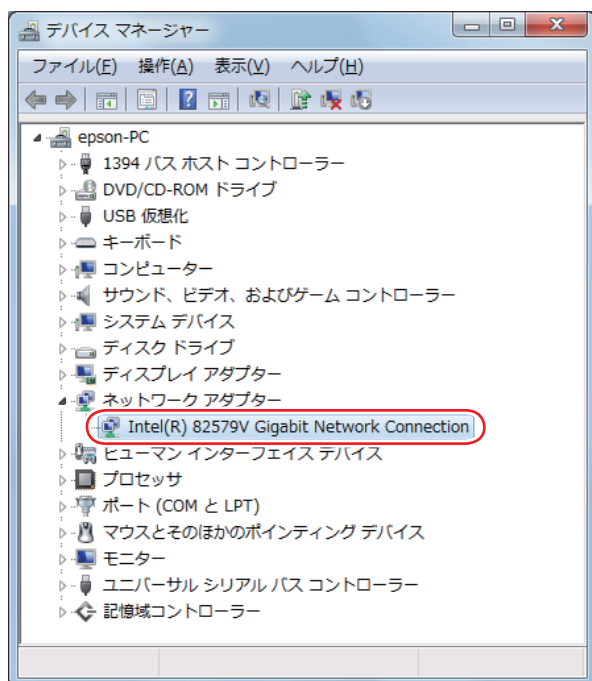 デバイス マネージャー
ファイル(F) 操作(A) 表示(V) ヘルプ(H)
epson-PC
1394 バス ホスト コントローラー
DVD/CD-ROM ドライブ
USB 仮想化
キーボード
コンピューター
サウンド、ビデオ、およびゲーム コントローラー
システム デバイス
ディスク ドライブ
ディスプレイ アダプター
ネットワーク アダプター
Intel(R) 82579V Gigabit Network Connection
ヒューマン インターフェイス デバイス
プロセッサ
ポート (COM と LPT)
マウスとそのほかのポインティング デバイス
モニター
ユニバーサル シリアル バス コントローラー
記憶域コントローラー